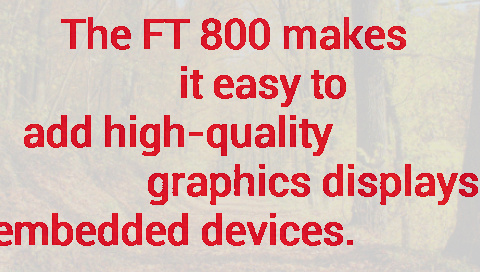 The FT 800 makes
it easy to
add high-quality
graphics displays
embedded devices.